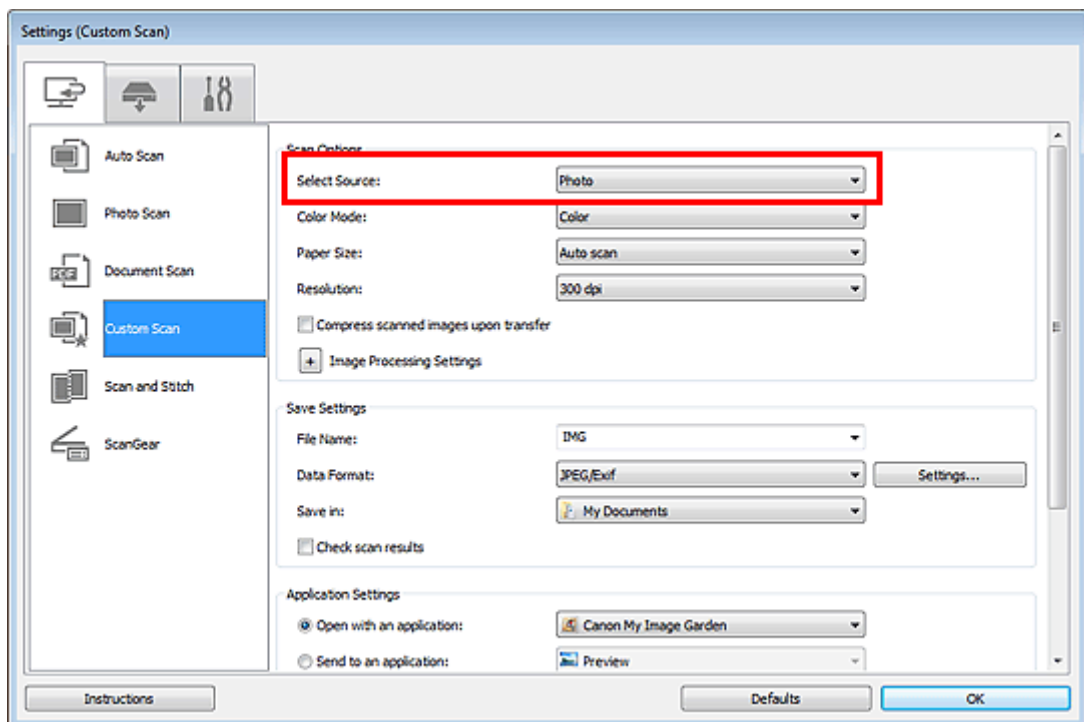 Settings (Custom Scan)
Auto Scan
Photo Scan
PDF
Document Scan
Custom Scan
Scan and Stitch
ScanGear
Scan Options
Select Source: Photo
Color Mode: Color
Paper Size: Auto scan
Resolution: 300 dpi
Compress scanned images upon transfer
+ Image Processing Settings
Save Settings
File Name: IMG
Data Format: JPEG/Exif Settings...
Save in: My Documents
Check scan results
Application Settings
Open with an application: Canon My Image Garden
Send to an application: Preview
Instructions Defaults OK